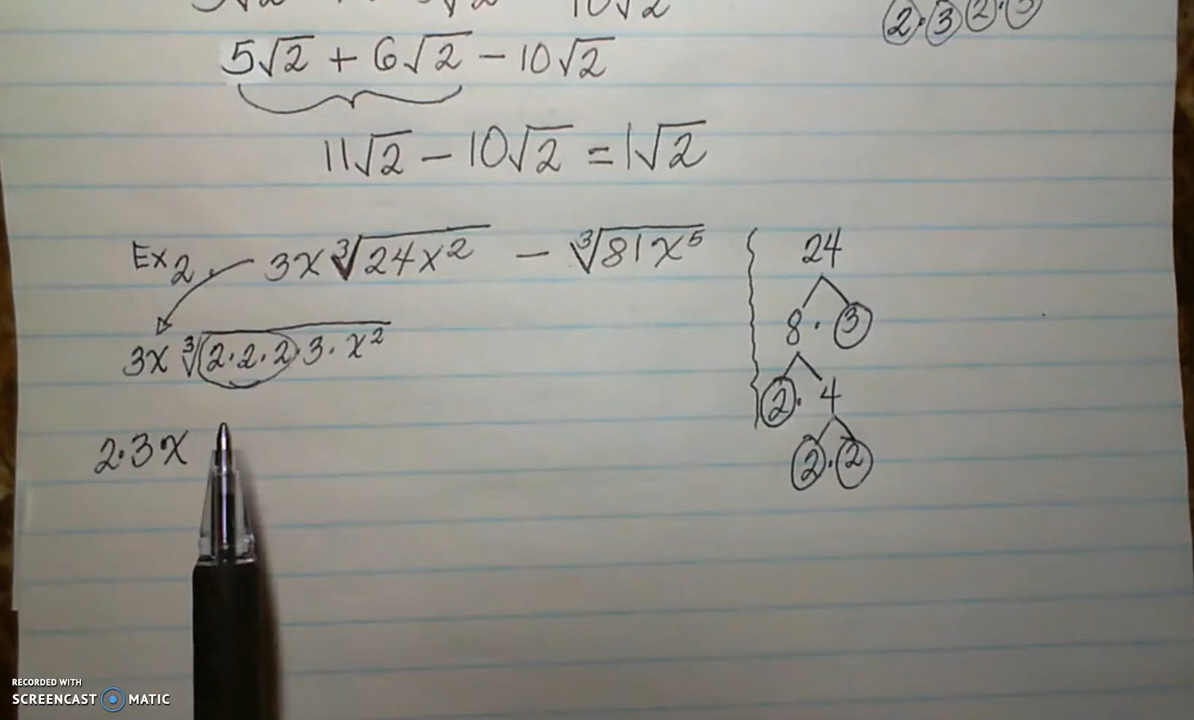 5√2 + 6√2 - 10√2
11√2 - 10√2 = 1√2
Ex 2. 3x ∛24x² - ∛81x⁵
3x ∛2·2·2·3·x²
2·3x
2·3 2·3
24
8·3
2·4
2·2
RECORDED WITH
SCREENCAST MATIC